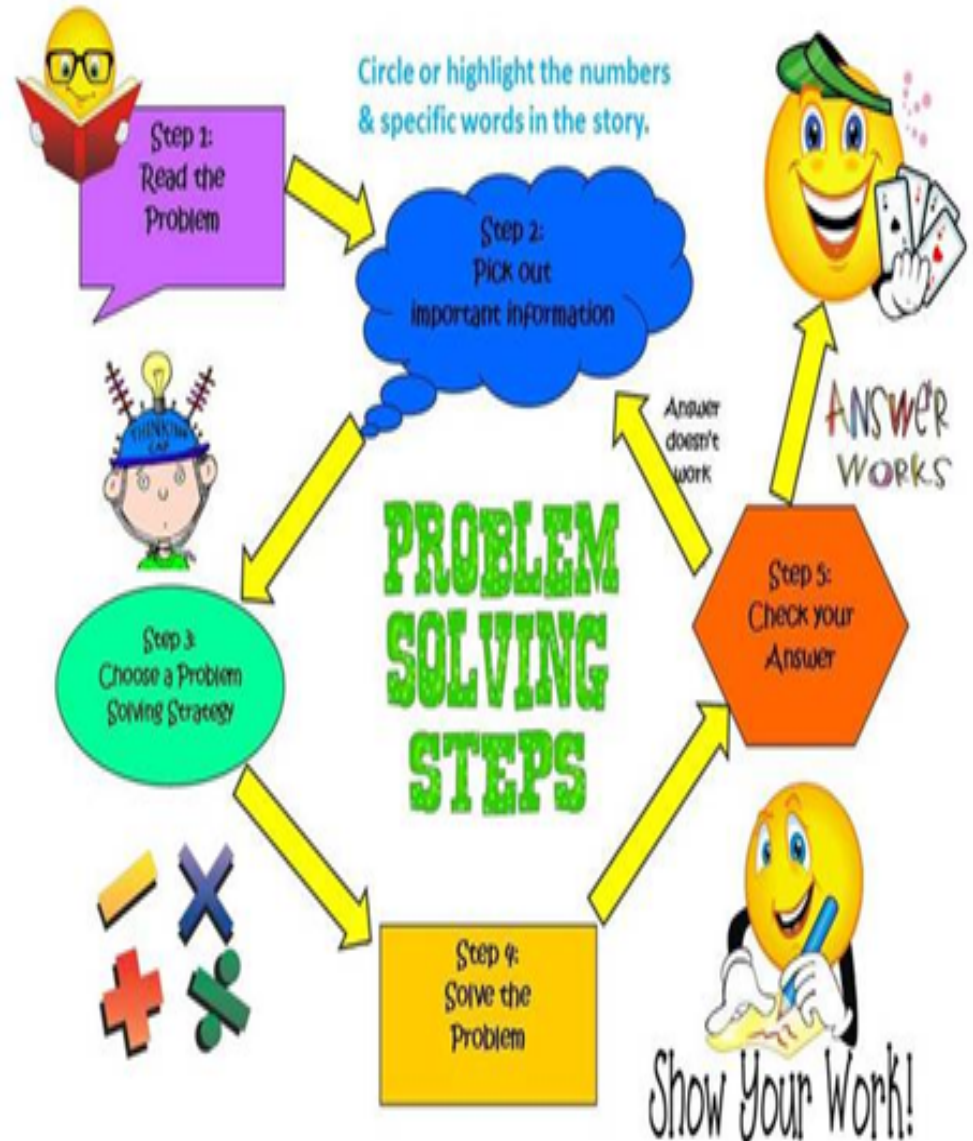 Circle or highlight the numbers
& specific words in the story.
Step 1:
Read the
Problem
Step 2:
Pick out
important information
Answer
doesn't
work
ANSWER
WORKS
THINKING
CAP
PROBLEM
SOLVING
STEPS
Step 3:
Choose a Problem
Solving Strategy
Step 5:
Check your
Answer
Step 4:
Solve the
Problem
Show Your Work!